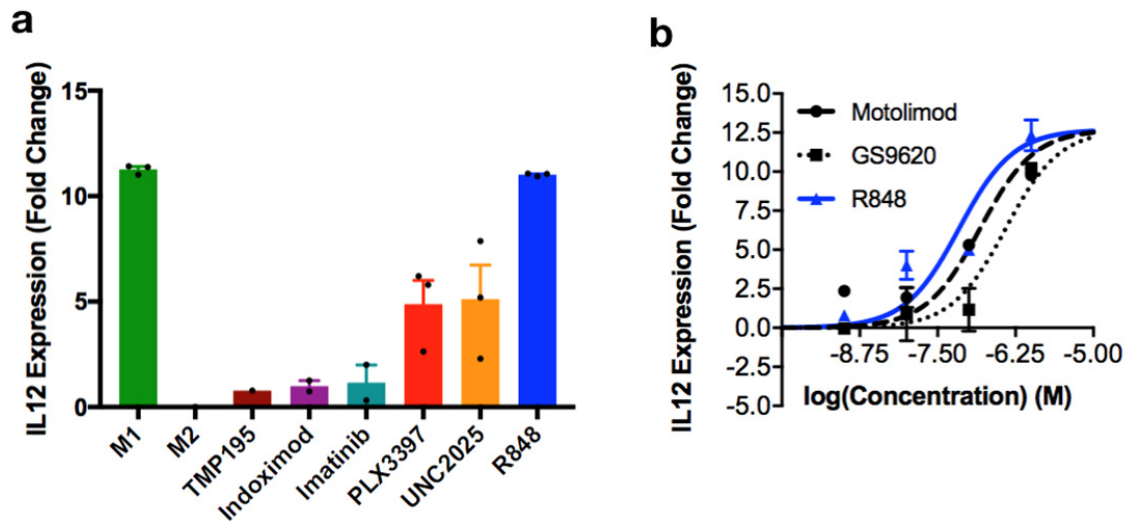 a
IL12 Expression (Fold Change)
15
10
5
0
M1
M2
TMP195
Indoximod
Imatinib
PLX3397
UNC2025
R848
b
IL12 Expression (Fold Change)
15.0
12.5
10.0
7.5
5.0
2.5
0.0
-2.5
-5.0
Motolimod
GS9620
R848
-8.75 -7.50 -6.25 -5.00
log(Concentration) (M)